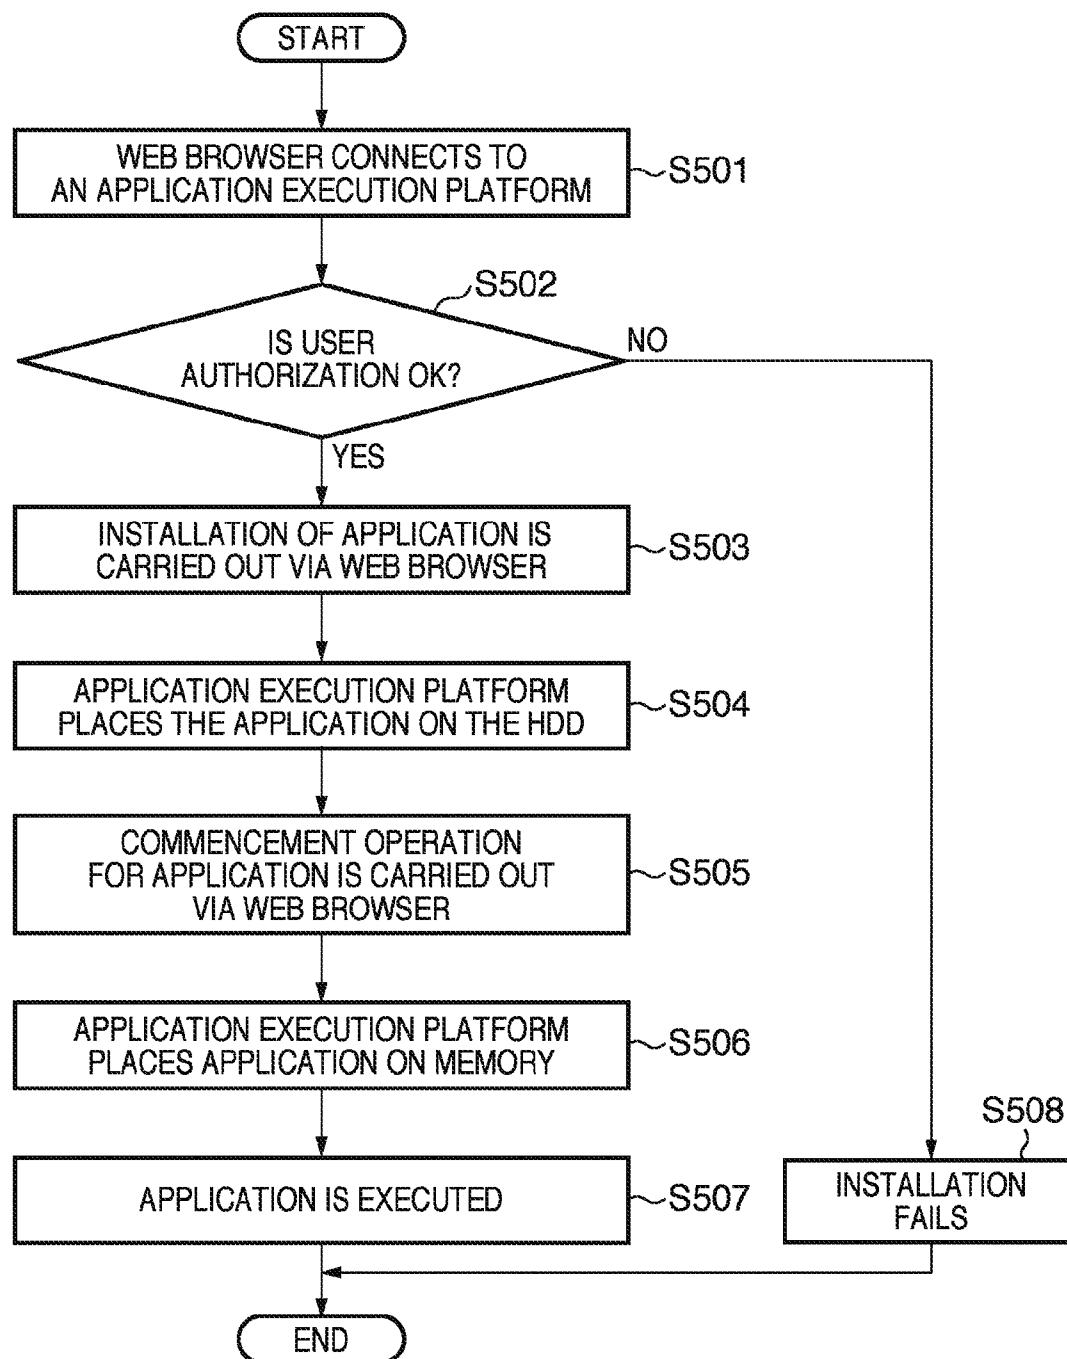 START
WEB BROWSER CONNECTS TO
AN APPLICATION EXECUTION PLATFORM
S501
S502
IS USER
AUTHORIZATION OK?
NO
YES
INSTALLATION OF APPLICATION IS
CARRIED OUT VIA WEB BROWSER
S503
APPLICATION EXECUTION PLATFORM
PLACES THE APPLICATION ON THE HDD
S504
COMMENCEMENT OPERATION
FOR APPLICATION IS CARRIED OUT
VIA WEB BROWSER
S505
APPLICATION EXECUTION PLATFORM
PLACES APPLICATION ON MEMORY
S506
APPLICATION IS EXECUTED
S507
S508
INSTALLATION
FAILS
END